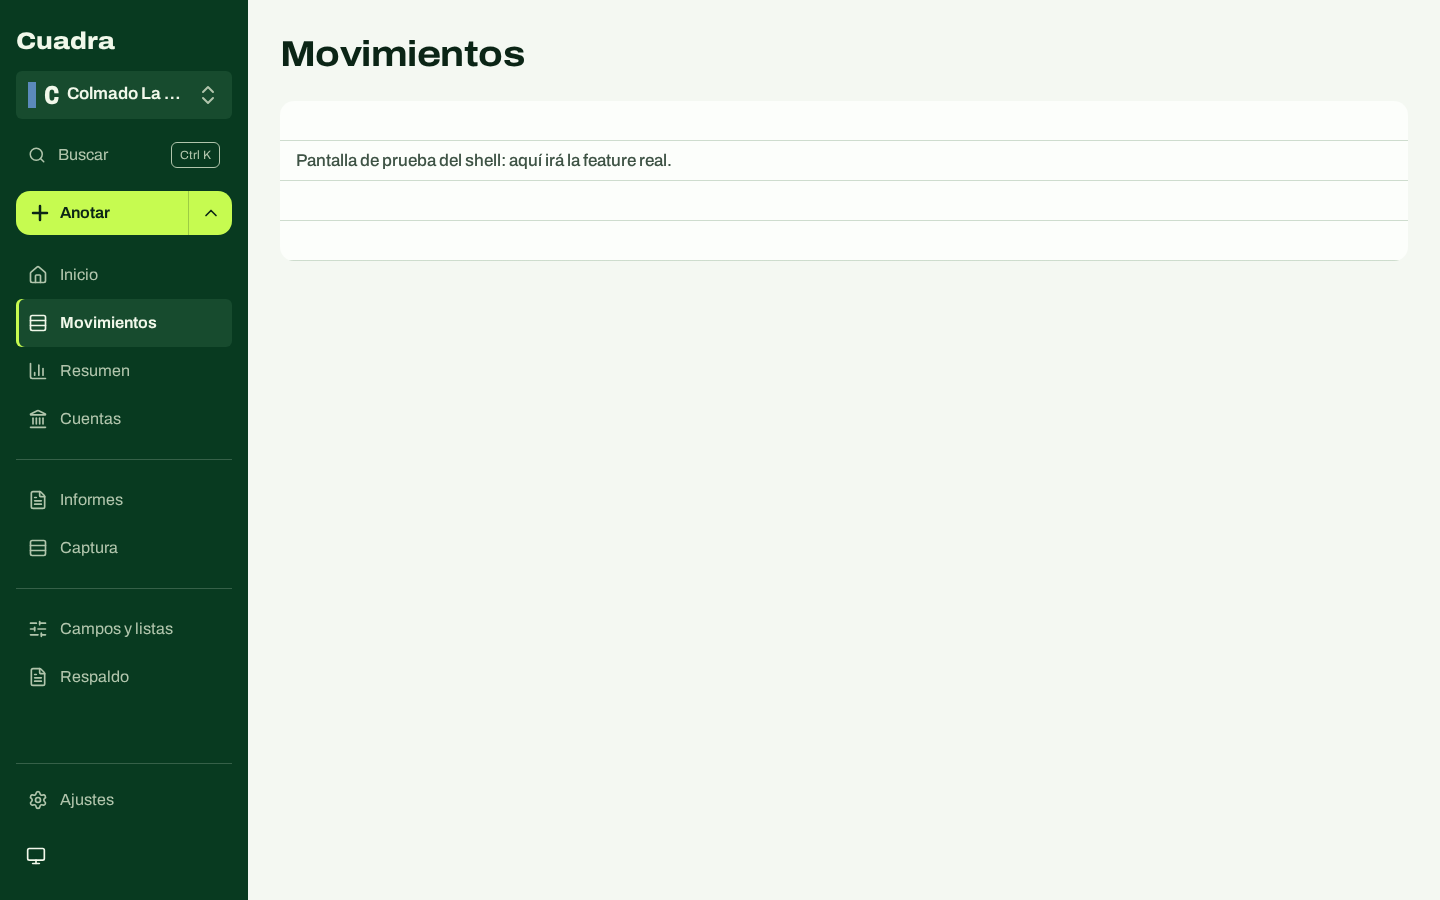 Cuadra
C Colmado La ...
Buscar Ctrl K
Anotar
Inicio
Movimientos
Resumen
Cuentas
Informes
Captura
Campos y listas
Respaldo
Ajustes
Movimientos
Pantalla de prueba del shell: aquí irá la feature real.